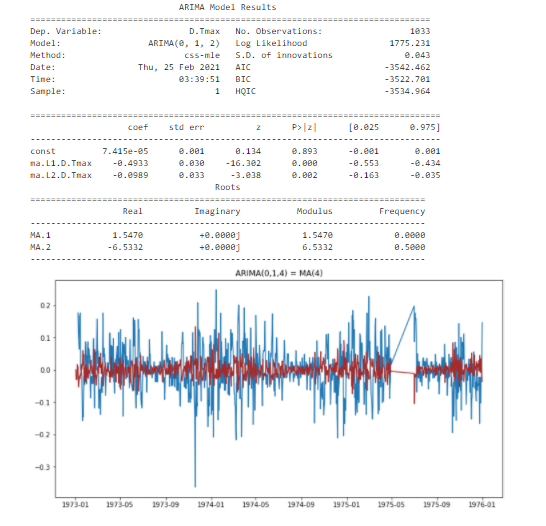 ARIMA Model Results
Dep. Variable: D.Tmax No. Observations: 1033
Model: ARIMA(0, 1, 2) Log Likelihood 1775.231
Method: css-mle S.D. of innovations 0.043
Date: Thu, 25 Feb 2021 AIC -3542.462
Time: 03:39:51 BIC -3522.701
Sample: 1 HQIC -3534.964
coef std err z P>|z| [0.025 0.975]
const 7.415e-05 0.001 0.134 0.893 -0.001 0.001
ma.L1.D.Tmax -0.4933 0.030 -16.302 0.000 -0.553 -0.434
ma.L2.D.Tmax -0.0989 0.033 -3.038 0.002 -0.163 -0.035
Roots
Real Imaginary Modulus Frequency
MA.1 1.5470 +0.0000j 1.5470 0.0000
MA.2 -6.5332 +0.0000j 6.5332 0.5000
ARIMA(0,1,4) = MA(4)
0.2
0.1
0.0
−0.1
−0.2
−0.3
1973-01 1973-05 1973-09 1974-01 1974-05 1974-09 1975-01 1975-05 1975-09 1976-01